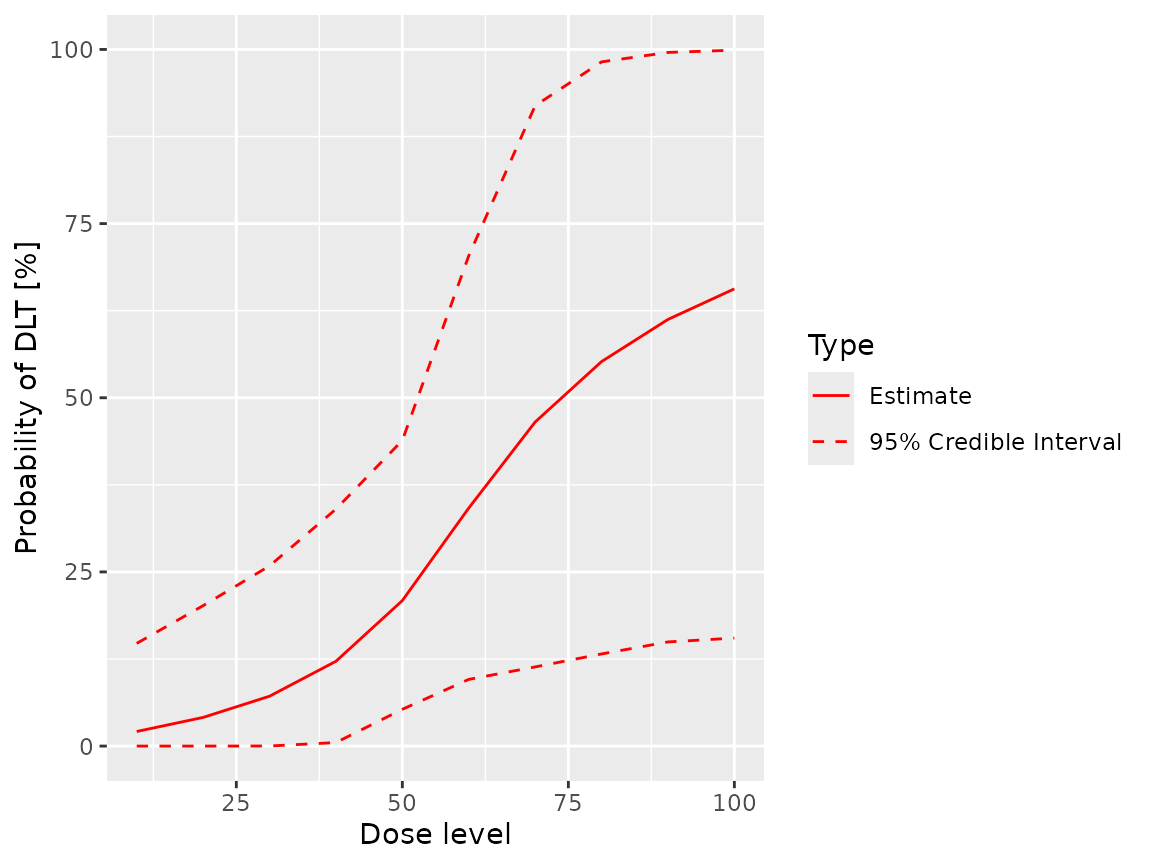 100
75
50
25
0
Probability of DLT [%]
25
50
75
100
Dose level
Type
Estimate
95% Credible Interval